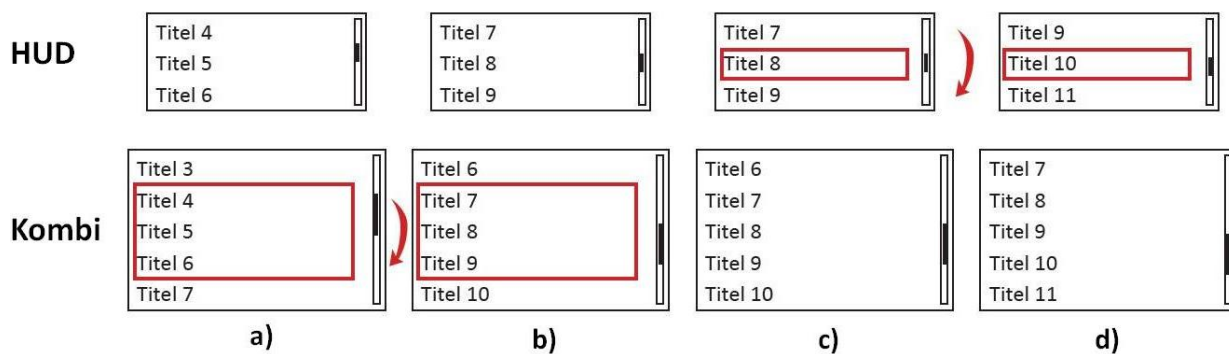 HUD
Titel 4
Titel 5
Titel 6
Titel 7
Titel 8
Titel 9
Titel 7
Titel 8
Titel 9
Titel 9
Titel 10
Titel 11
Kombi
Titel 3
Titel 4
Titel 5
Titel 6
Titel 7
Titel 6
Titel 7
Titel 8
Titel 9
Titel 10
Titel 6
Titel 7
Titel 8
Titel 9
Titel 10
Titel 7
Titel 8
Titel 9
Titel 10
Titel 11
a)
b)
c)
d)